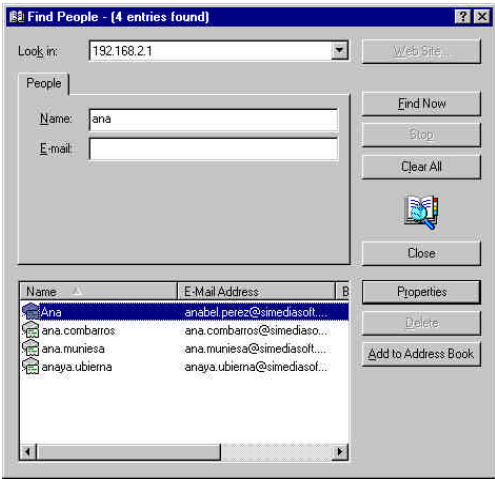 Find People - (4 entries found)
Look in: 192.168.2.1 Web Site...
People
Name: ana
E-mail:
Find Now
Stop
Clear All
Close
Name E-Mail Address B
Ana anabel.perez@simediasoft....
ana.combarros ana.combarros@simediaso...
ana.muniesa ana.muniesa@simediasoft....
anaya.ubierna anaya.ubierna@simediasof...
Properties
Delete
Add to Address Book